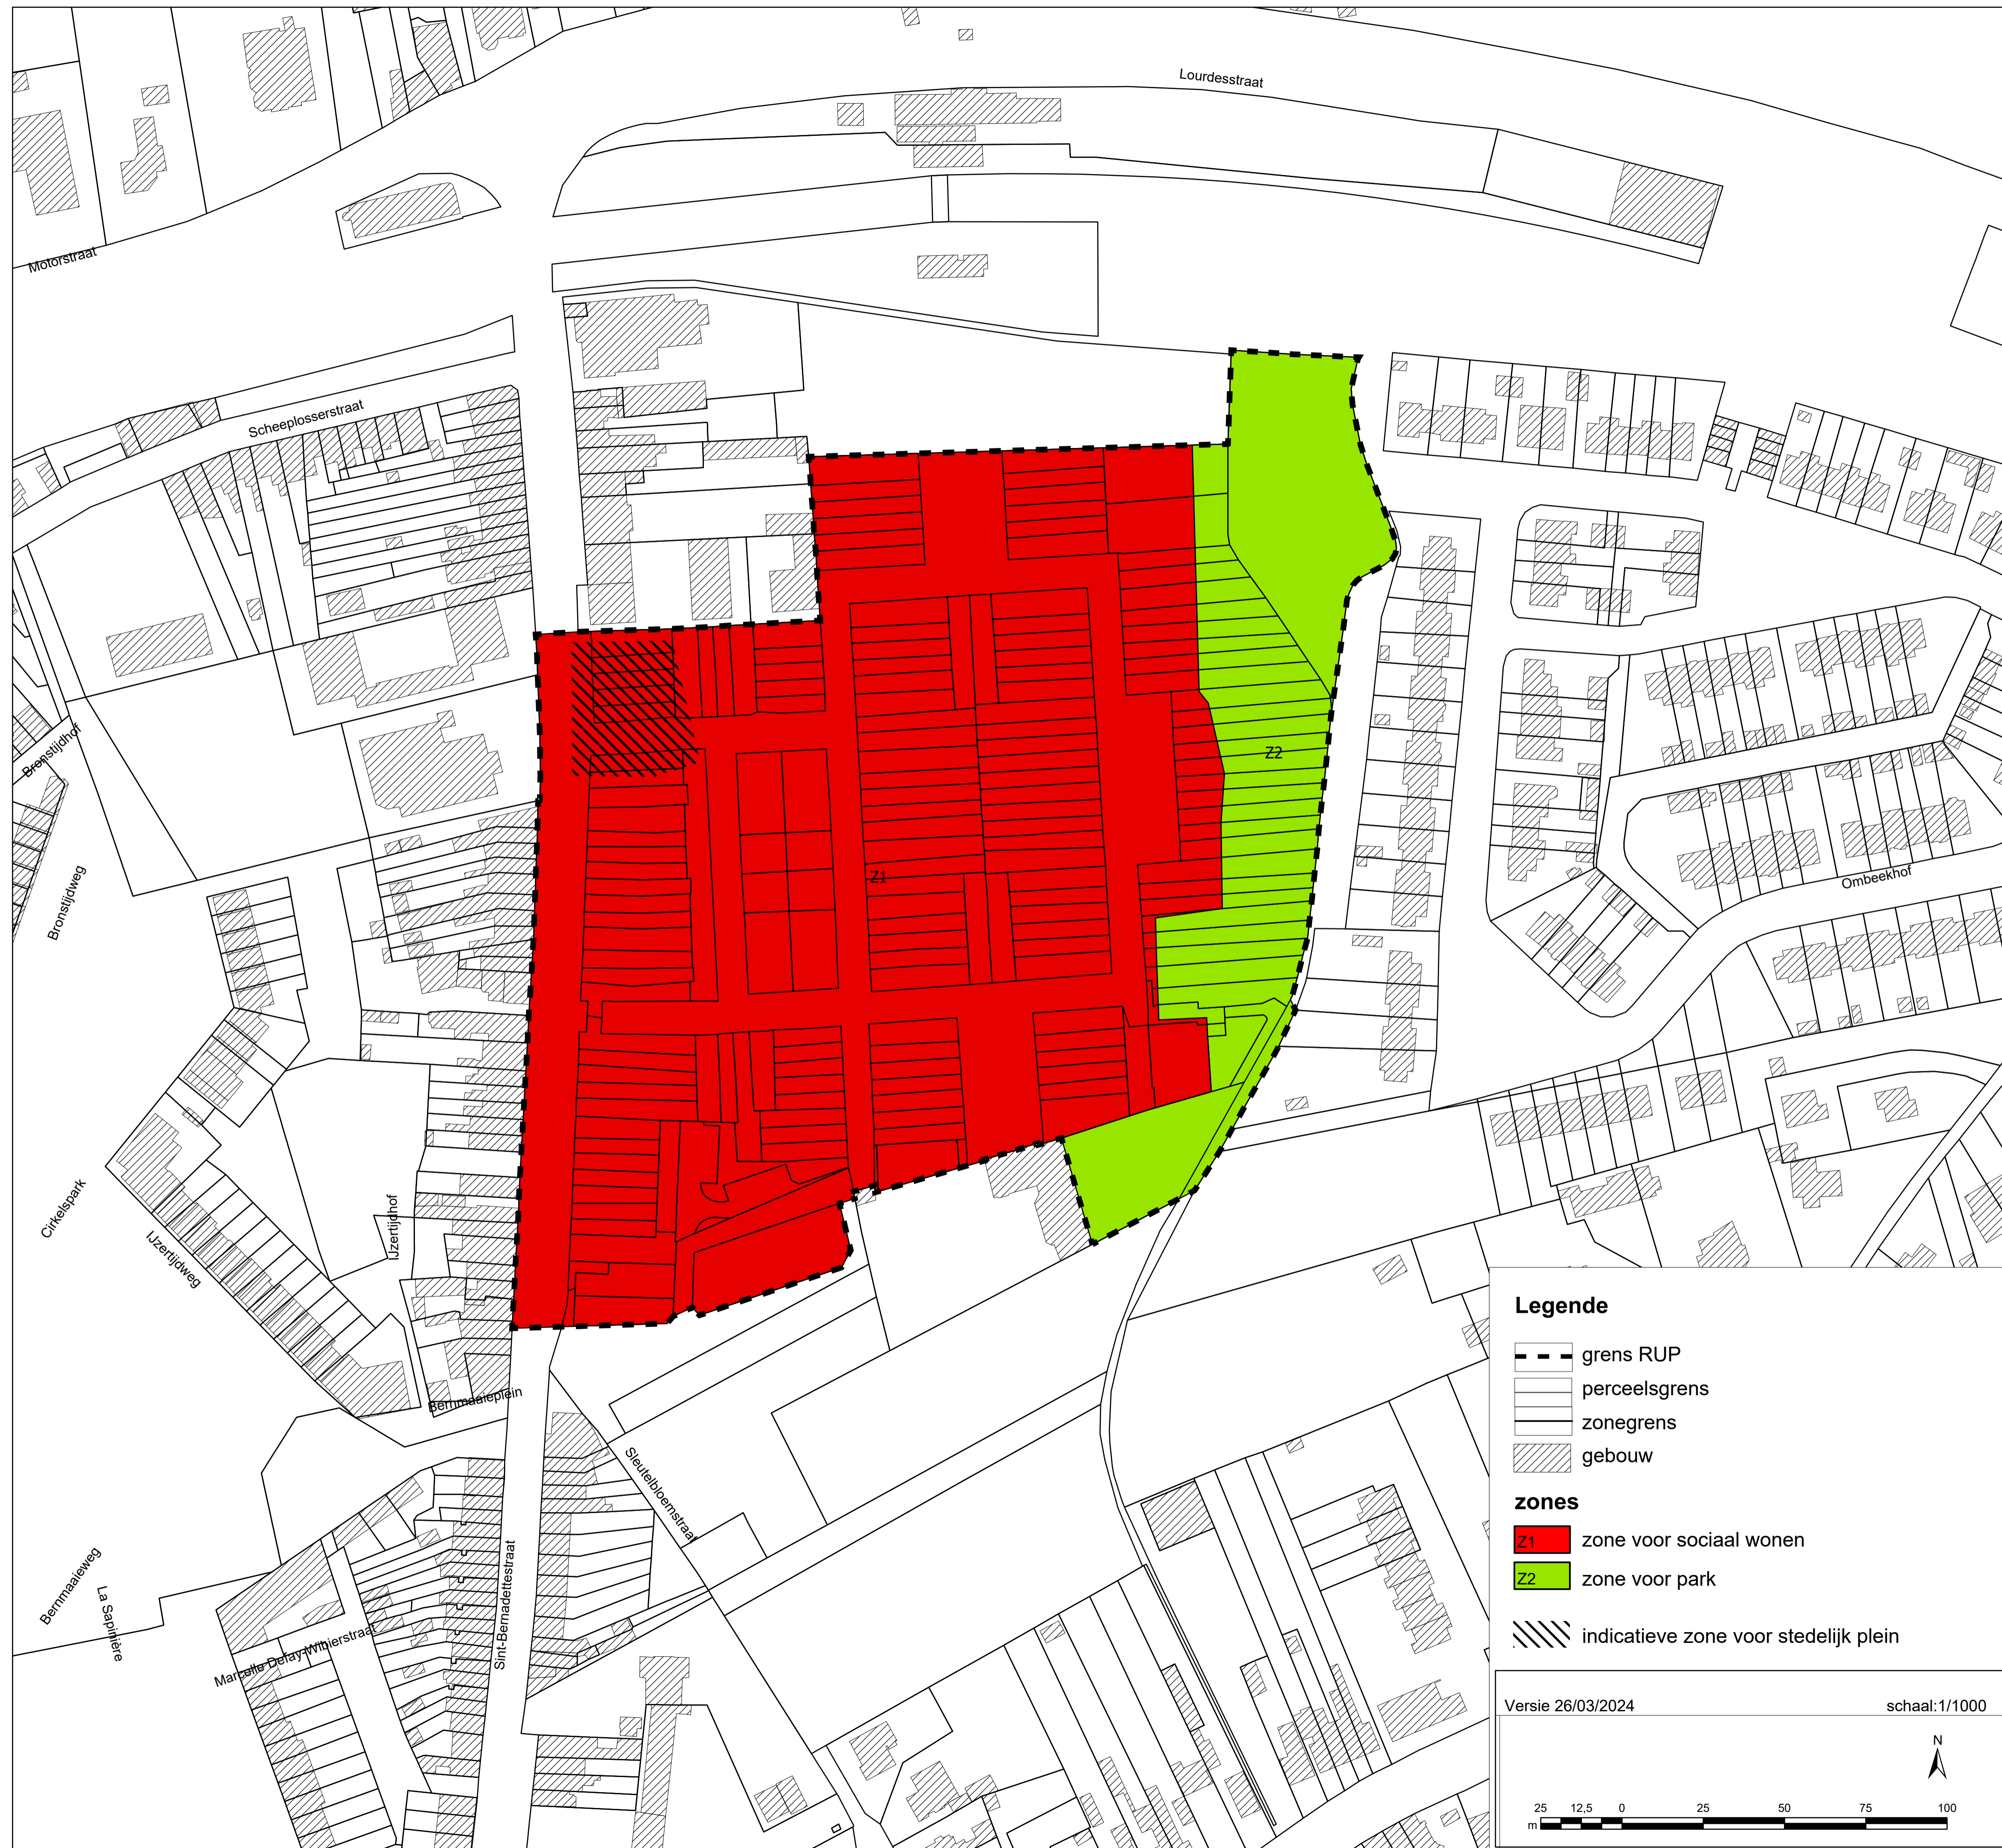 Lourdesstraat
Motorstraat
Scheeplosserstraat
Bronstijdhof
Z2
Bronstijdweg
Z1
Ombeekhof
Cirkelspark
IJzertijdhof
IJzertijdweg
Bernmaaieplein
Sleutelbloemstraat
Sint-Bernadettestraat
Bernmaaieweg
La Sapinière
Marcelle Defay-Wibierstraat
Legende
grens RUP
perceelsgrens
zonegrens
gebouw
zones
Z1 zone voor sociaal wonen
Z2 zone voor park
indicatieve zone voor stedelijk plein
Versie 26/03/2024 schaal:1/1000
N
25 12,5 0 25 50 75 100
m